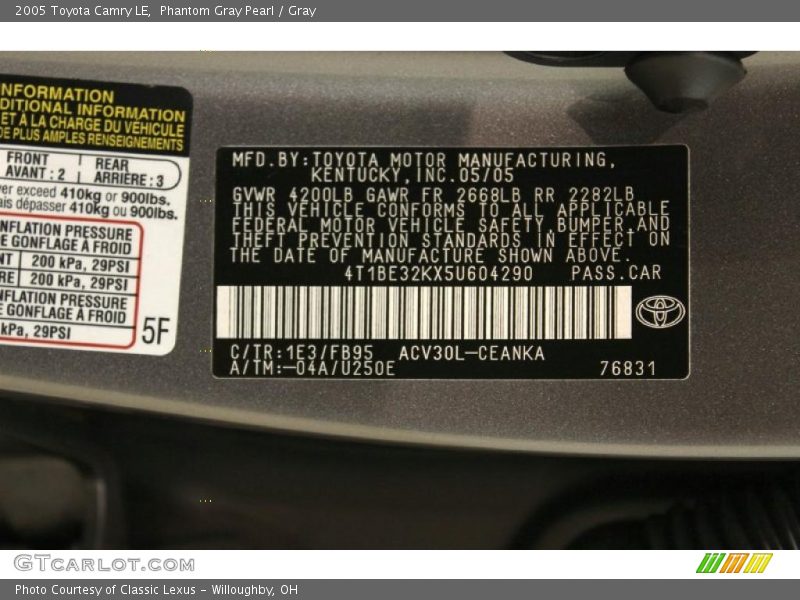 2005 Toyota Camry LE,  Phantom Gray Pearl / Gray
NFORMATION
DITIONAL INFORMATION
ET À LA CHARGE DU VÉHICULE
DE PLUS AMPLES RENSEIGNEMENTS
FRONT
AVANT : 2
REAR
ARRIÈRE : 3
ver exceed 410kg or 900lbs.
ais dépasser 410kg ou 900lbs.
NFLATION PRESSURE
E GONFLAGE À FROID
NT 200 kPa, 29PSI
RE 200 kPa, 29PSI
NFLATION PRESSURE
E GONFLAGE À FROID
kPa, 29PSI
5F
MFD.BY:TOYOTA MOTOR MANUFACTURING,
KENTUCKY,INC.05/05
GVWR 4200LB GAWR FR 2668LB RR 2282LB
THIS VEHICLE CONFORMS TO ALL APPLICABLE
FEDERAL MOTOR VEHICLE SAFETY,BUMPER,AND
THEFT PREVENTION STANDARDS IN EFFECT ON
THE DATE OF MANUFACTURE SHOWN ABOVE.
4T1BE32KX5U604290 PASS.CAR
C/TR:1E3/FB95 ACV30L-CEANKA
A/TM:-04A/U250E 76831
GTCARLOT.COM
Photo Courtesy of Classic Lexus - Willoughby, OH